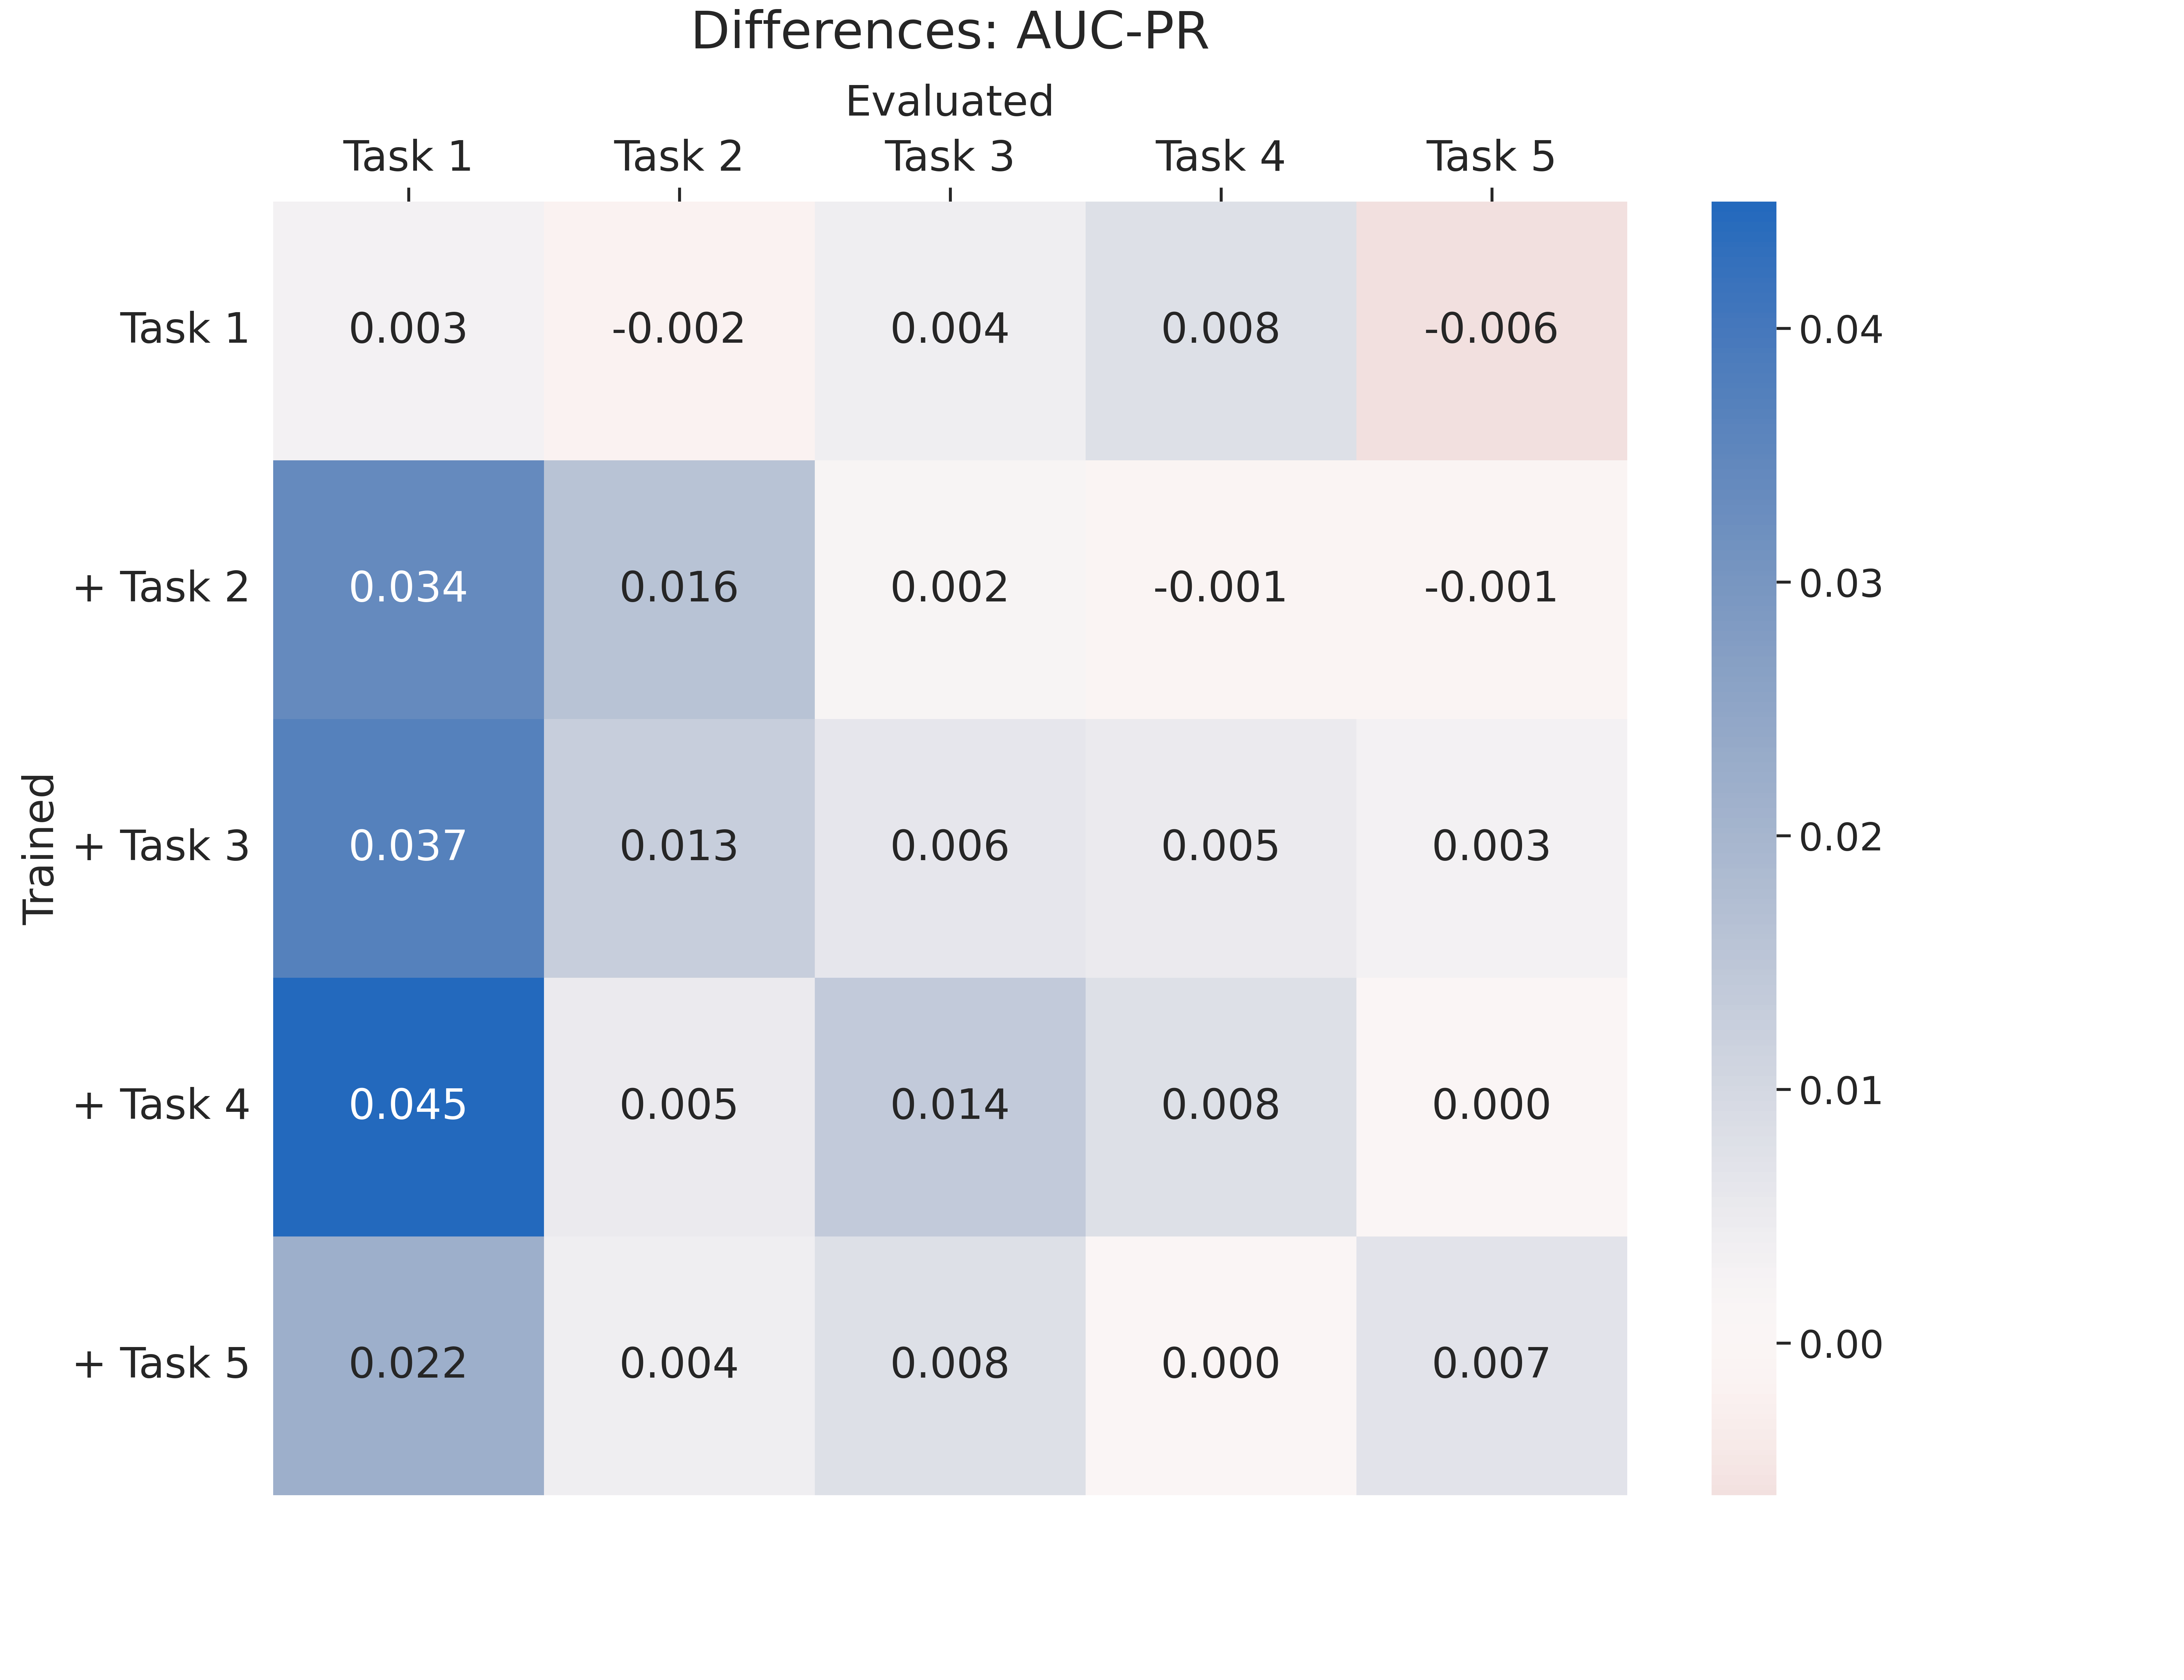 Differences: AUC-PR
Evaluated
Task 1 Task 2 Task 3 Task 4 Task 5
Task 1 0.003 -0.002 0.004 0.008 -0.006
+ Task 2 0.034 0.016 0.002 -0.001 -0.001
+ Task 3 0.037 0.013 0.006 0.005 0.003
+ Task 4 0.045 0.005 0.014 0.008 0.000
+ Task 5 0.022 0.004 0.008 0.000 0.007
Trained
0.04
0.03
0.02
0.01
0.00